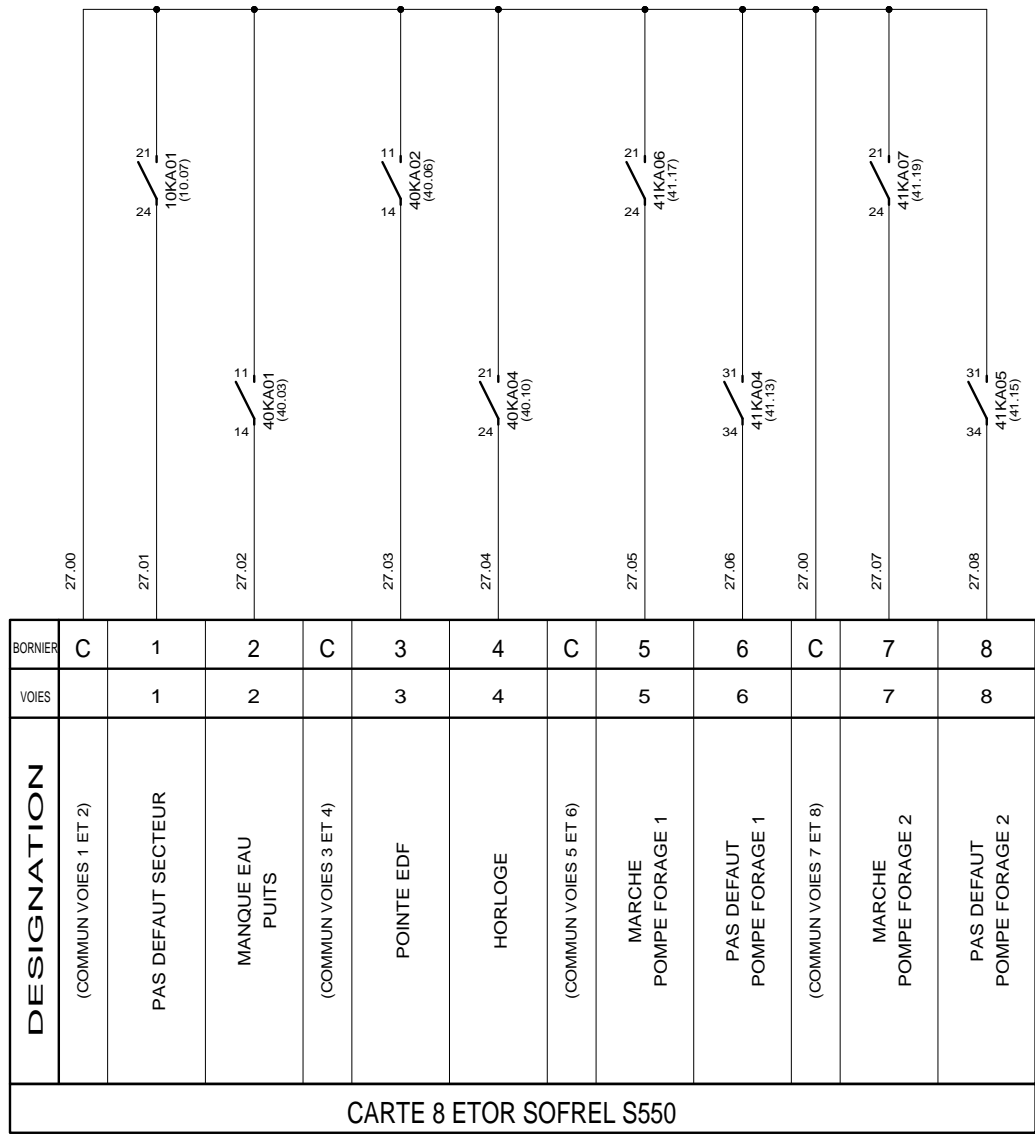 21
10KA01
(10.07)
24
11
40KA02
(40.06)
14
21
41KA06
(41.17)
24
21
41KA07
(41.19)
24
11
40KA01
(40.03)
14
21
40KA04
(40.10)
24
31
41KA04
(41.13)
34
31
41KA05
(41.15)
34
27.00
27.01
27.02
27.03
27.04
27.05
27.06
27.00
27.07
27.08
BORNIER C 1 2 C 3 4 C 5 6 C 7 8
VOIES 1 2 3 4 5 6 7 8
DESIGNATION
(COMMUN VOIES 1 ET 2)
PAS DEFAUT SECTEUR
MANQUE EAU
PUITS
(COMMUN VOIES 3 ET 4)
POINTE EDF
HORLOGE
(COMMUN VOIES 5 ET 6)
MARCHE
POMPE FORAGE 1
PAS DEFAUT
POMPE FORAGE 1
(COMMUN VOIES 7 ET 8)
MARCHE
POMPE FORAGE 2
PAS DEFAUT
POMPE FORAGE 2
CARTE 8 ETOR SOFREL S550